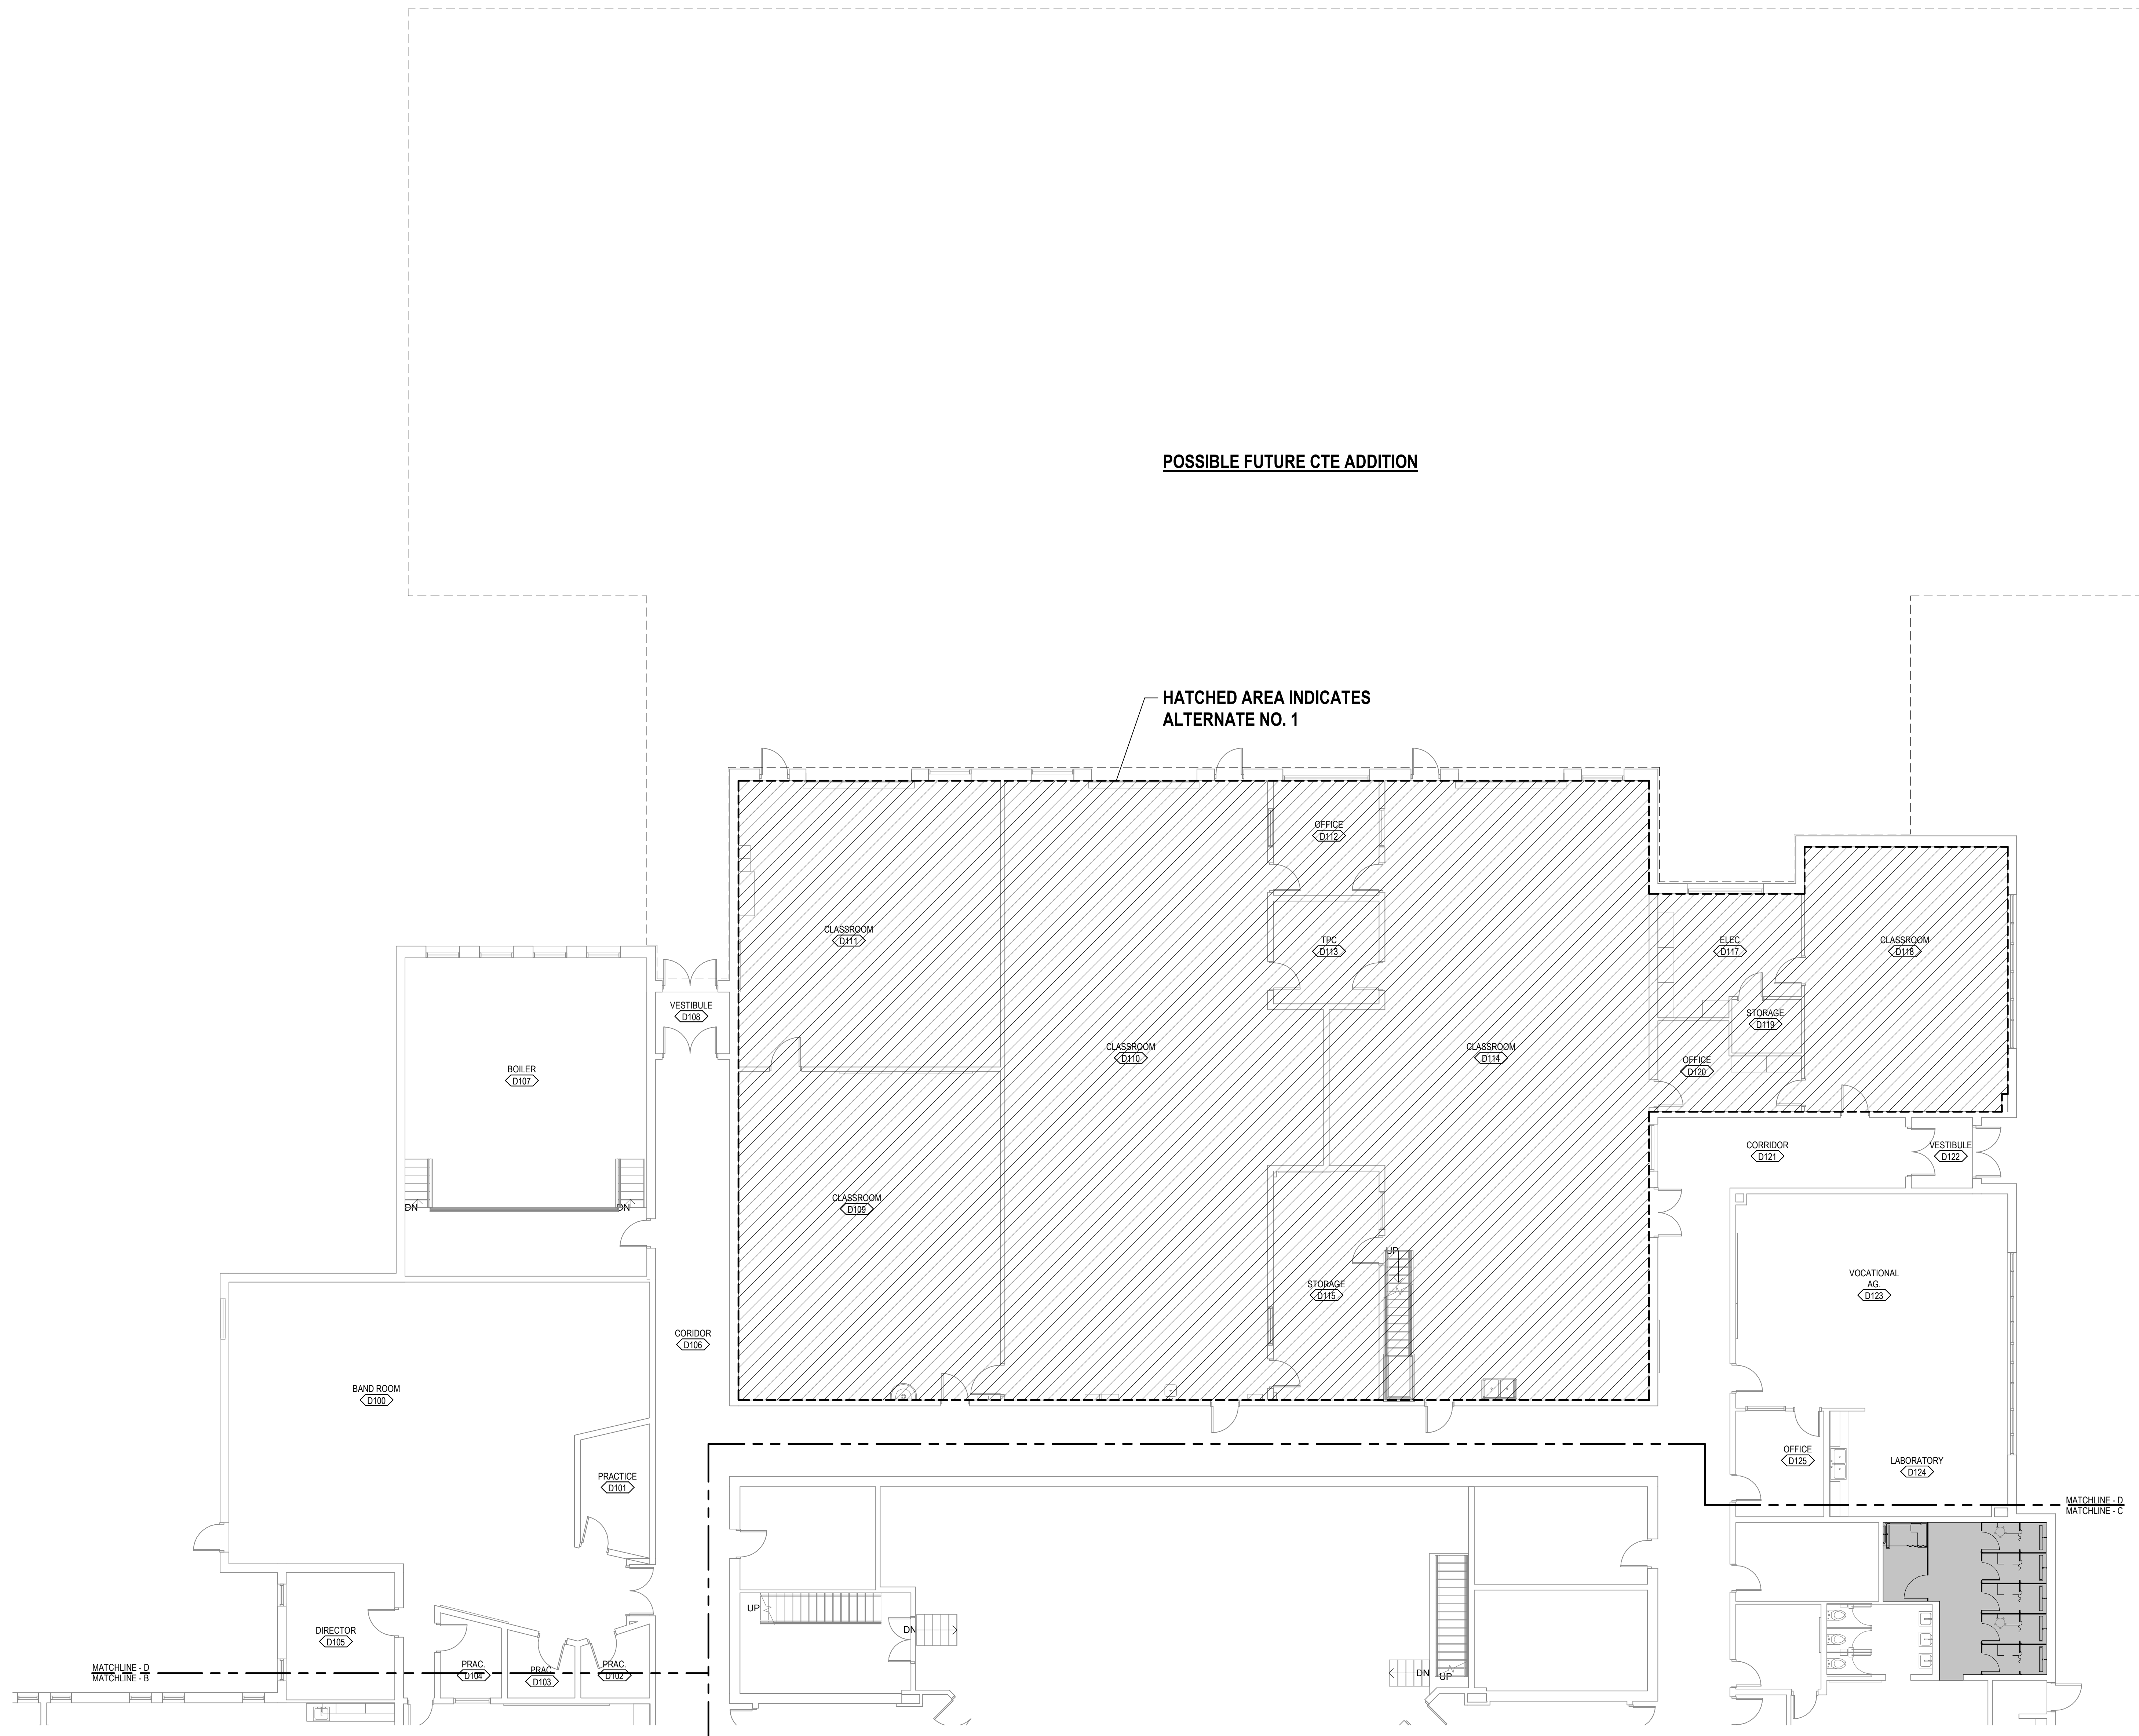 POSSIBLE FUTURE CTE ADDITION
HATCHED AREA INDICATES
ALTERNATE NO. 1
OFFICE
D112
CLASSROOM
D111
TPC
D113
ELEC.
D117
CLASSROOM
D118
VESTIBULE
D108
STORAGE
D119
CLASSROOM
D110
CLASSROOM
D114
OFFICE
D120
BOILER
D107
CORRIDOR
D121
VESTIBULE
D122
CLASSROOM
D109
DN
DN
UP
STORAGE
D115
VOCATIONAL
AG.
D123
CORIDOR
D106
BAND ROOM
D100
OFFICE
D125
LABORATORY
D124
PRACTICE
D101
MATCHLINE - D
MATCHLINE - C
UP
DN
DIRECTOR
D105
PRAC.
D104
PRAC.
D103
PRAC.
D102
DN
UP
MATCHLINE - D
MATCHLINE - B